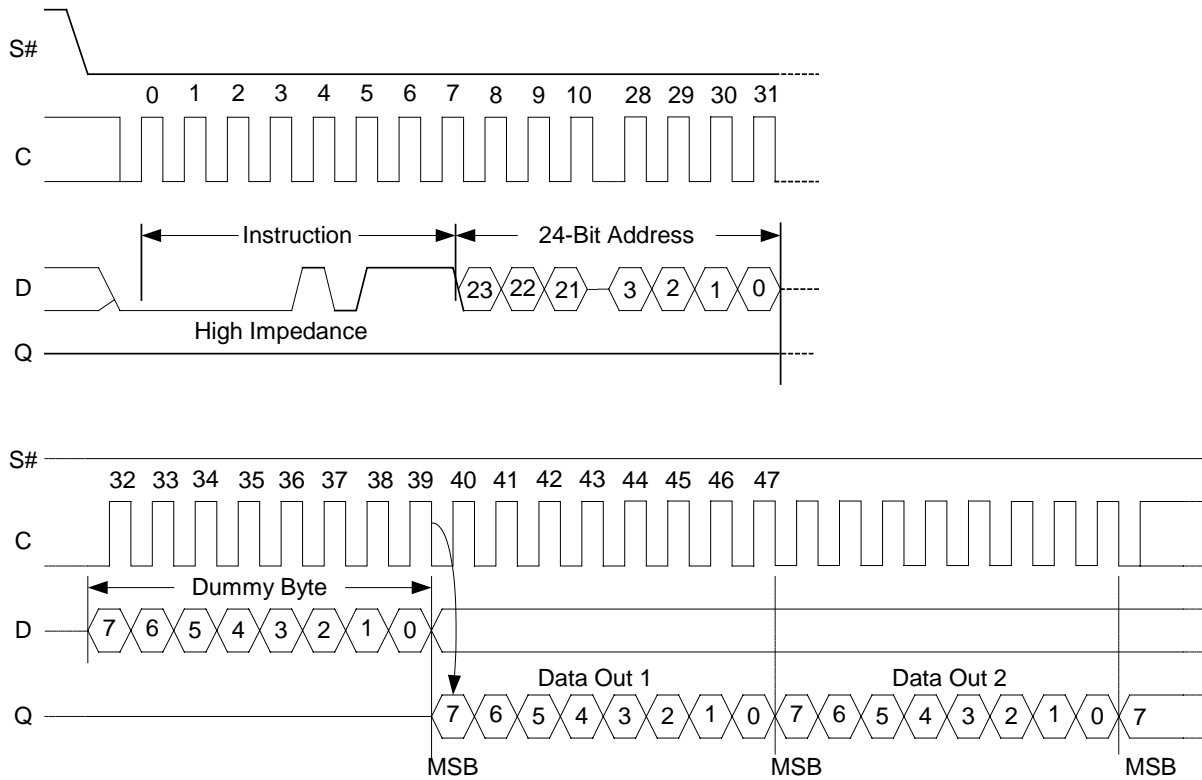 S#
0 1 2 3 4 5 6 7 8 9 10 28 29 30 31
C
Instruction 24-Bit Address
D 23 22 21 3 2 1 0
High Impedance
Q
S#
32 33 34 35 36 37 38 39 40 41 42 43 44 45 46 47
C
Dummy Byte
D 7 6 5 4 3 2 1 0
Data Out 1 Data Out 2
Q 7 6 5 4 3 2 1 0 7 6 5 4 3 2 1 0 7
MSB MSB MSB